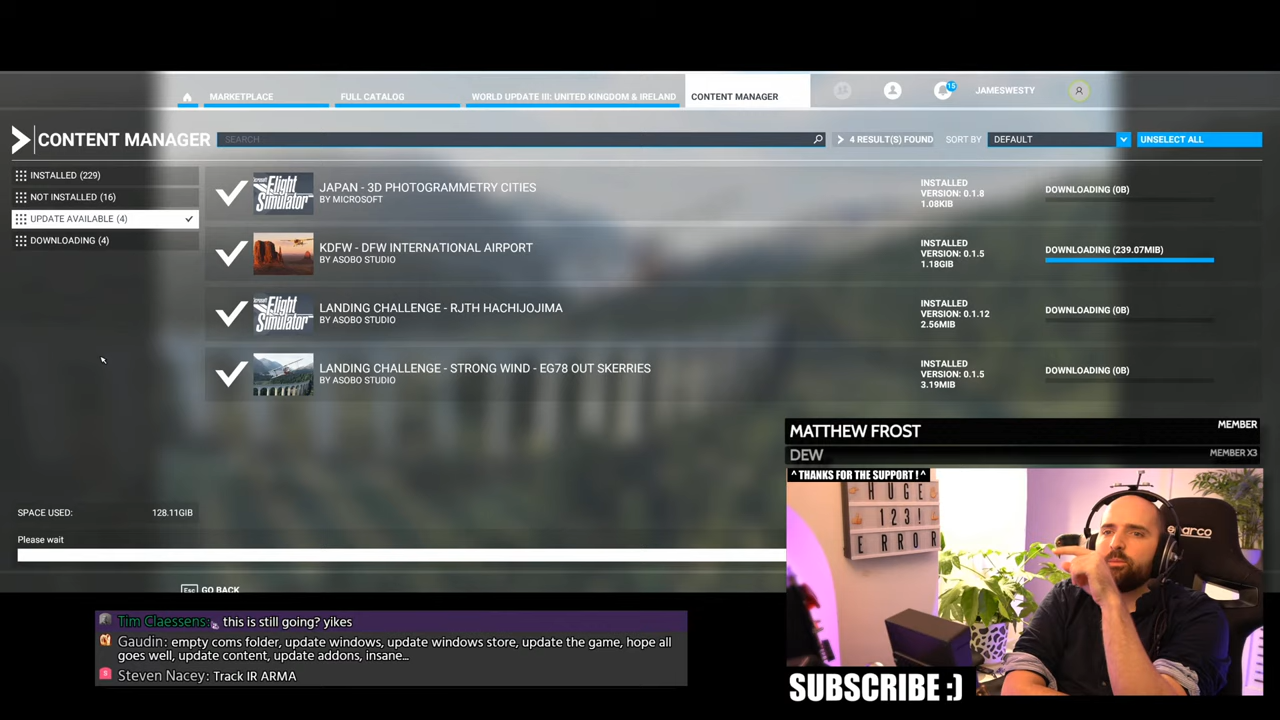 MARKETPLACE
FULL CATALOG
WORLD UPDATE III: UNITED KINGDOM & IRELAND
CONTENT MANAGER
15
JAMESWESTY
CONTENT MANAGER
SEARCH
4 RESULT(S) FOUND
SORT BY
DEFAULT
UNSELECT ALL
INSTALLED (229)
NOT INSTALLED (16)
UPDATE AVAILABLE (4)
DOWNLOADING (4)
Flight
Simulator
JAPAN - 3D PHOTOGRAMMETRY CITIES
BY MICROSOFT
INSTALLED
VERSION: 0.1.8
1.08KIB
DOWNLOADING (0B)
KDFW - DFW INTERNATIONAL AIRPORT
BY ASOBO STUDIO
INSTALLED
VERSION: 0.1.5
1.18GIB
DOWNLOADING (239.07MIB)
Flight
Simulator
LANDING CHALLENGE - RJTH HACHIJOJIMA
BY ASOBO STUDIO
INSTALLED
VERSION: 0.1.12
2.56MIB
DOWNLOADING (0B)
LANDING CHALLENGE - STRONG WIND - EG78 OUT SKERRIES
BY ASOBO STUDIO
INSTALLED
VERSION: 0.1.5
3.19MIB
DOWNLOADING (0B)
SPACE USED: 128.11GIB
Please wait
Esc GO BACK
MATTHEW FROST
MEMBER
DEW
MEMBER X3
^ THANKS FOR THE SUPPORT ! ^
HUGE
123!
ERROR
sparco
SUBSCRIBE :)
Tim Claessens: this is still going? yikes
Gaudin: empty coms folder, update windows, update windows store, update the game, hope all
goes well, update content, update addons, insane...
S Steven Nacey: Track IR ARMA